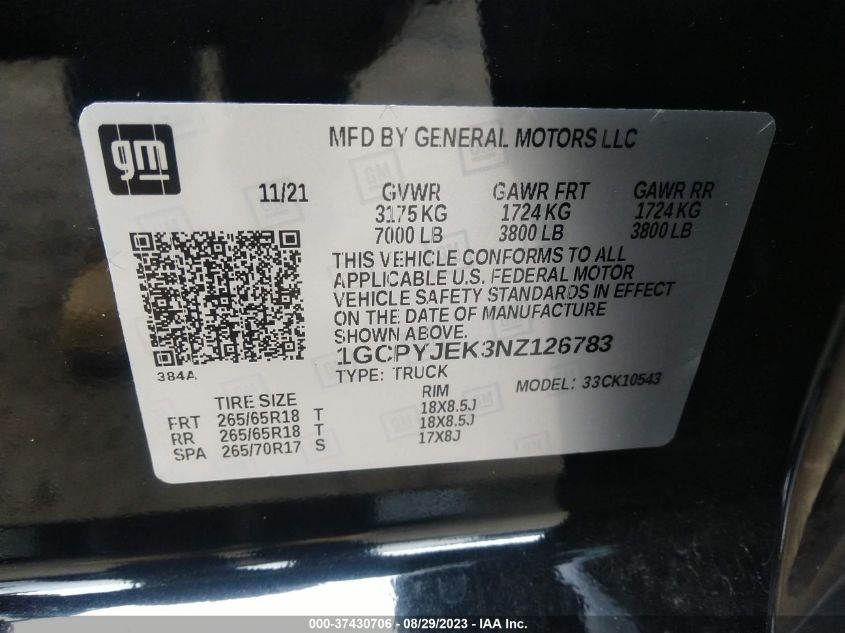 gm
MFD BY GENERAL MOTORS LLC
11/21 GVWR GAWR FRT GAWR RR
3175 KG 1724 KG 1724 KG
7000 LB 3800 LB 3800 LB
THIS VEHICLE CONFORMS TO ALL
APPLICABLE U.S. FEDERAL MOTOR
VEHICLE SAFETY STANDARDS IN EFFECT
ON THE DATE OF MANUFACTURE
SHOWN ABOVE.
1GCPYJEK3NZ126783
384A
TYPE: TRUCK MODEL: 33CK10543
TIRE SIZE RIM
FRT 265/65R18 T 18X8.5J
RR 265/65R18 T 18X8.5J
SPA 265/70R17 S 17X8J
000-37430706 - 08/29/2023 - IAA Inc.